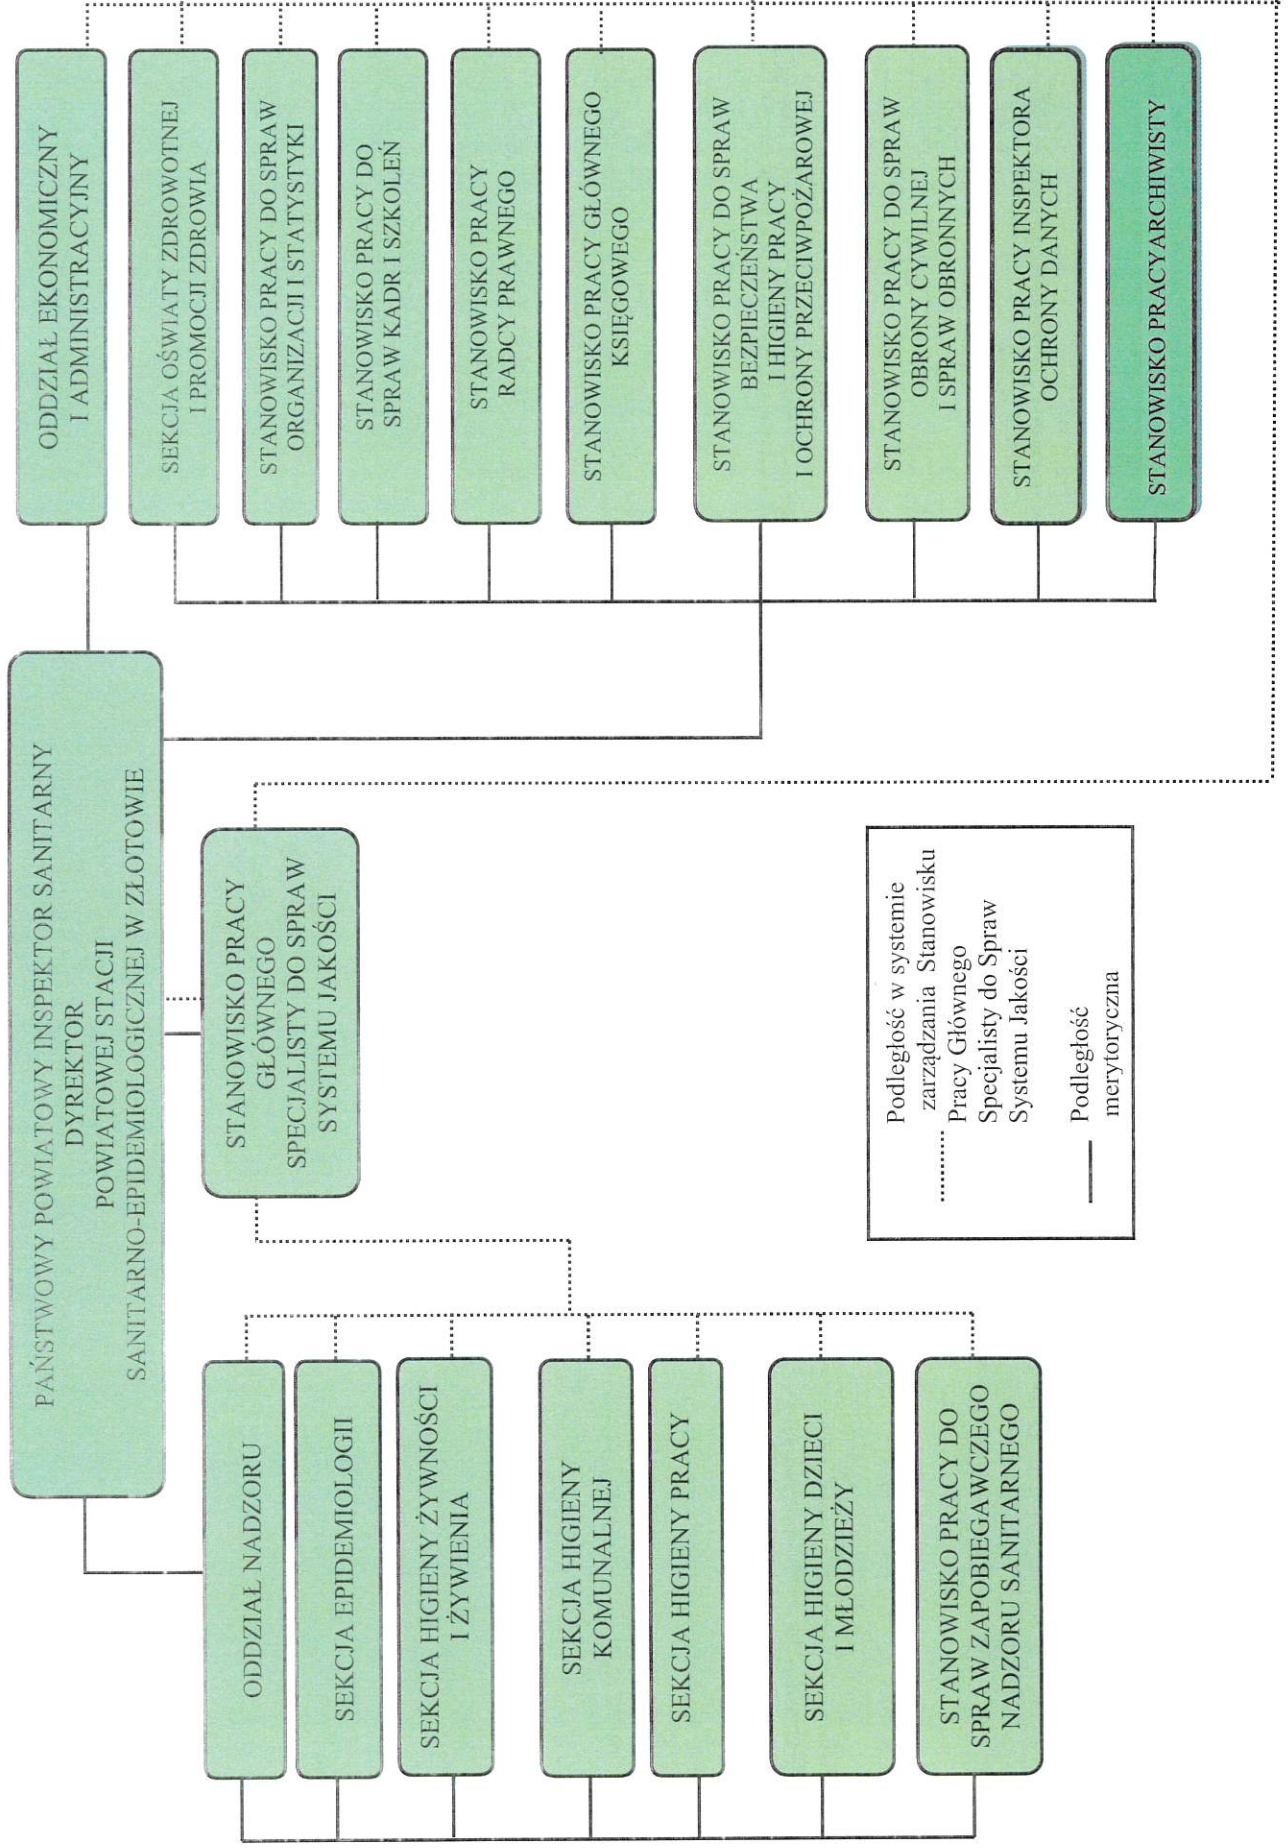 PAŃSTWOWY POWIATOWY INSPEKTOR SANITARNY
DYREKTOR
POWIATOWEJ STACJI
SANITARNO-EPIDEMIOLOGICZNEJ W ZŁOTOWIE
ODDZIAŁ NADZORU
SEKCJA EPIDEMIOLOGII
SEKCJA HIGIENY ŻYWNOŚCI
I ŻYWIENIA
SEKCJA HIGIENY
KOMUNALNEJ
SEKCJA HIGIENY PRACY
SEKCJA HIGIENY DZIECI
I MŁODZIEŻY
STANOWISKO PRACY DO
SPRAW ZAPOBIEGAWCZEGO
NADZORU SANITARNEGO
STANOWISKO PRACY
GŁÓWNEGO
SPECJALISTY DO SPRAW
SYSTEMU JAKOŚCI
Podległość w systemie
zarządzania Stanowisku
Pracy Głównego
Specjalisty do Spraw
Systemu Jakości
Podległość
merytoryczna
ODDZIAŁ EKONOMICZNY
I ADMINISTRACYJNY
SEKCJA OŚWIATY ZDROWOTNEJ
I PROMOCJI ZDROWIA
STANOWISKO PRACY DO SPRAW
ORGANIZACJI I STATYSTYKI
STANOWISKO PRACY DO
SPRAW KADR I SZKOLEŃ
STANOWISKO PRACY
RADCY PRAWNEGO
STANOWISKO PRACY GŁÓWNEGO
KSIĘGOWEGO
STANOWISKO PRACY DO SPRAW
BEZPIECZEŃSTWA
I HIGIENY PRACY
I OCHRONY PRZECIWPOŻAROWEJ
STANOWISKO PRACY DO SPRAW
OBRONY CYWILNEJ
I SPRAW OBRONNYCH
STANOWISKO PRACY INSPEKTORA
OCHRONY DANYCH
STANOWISKO PRACYARCHIWISTY